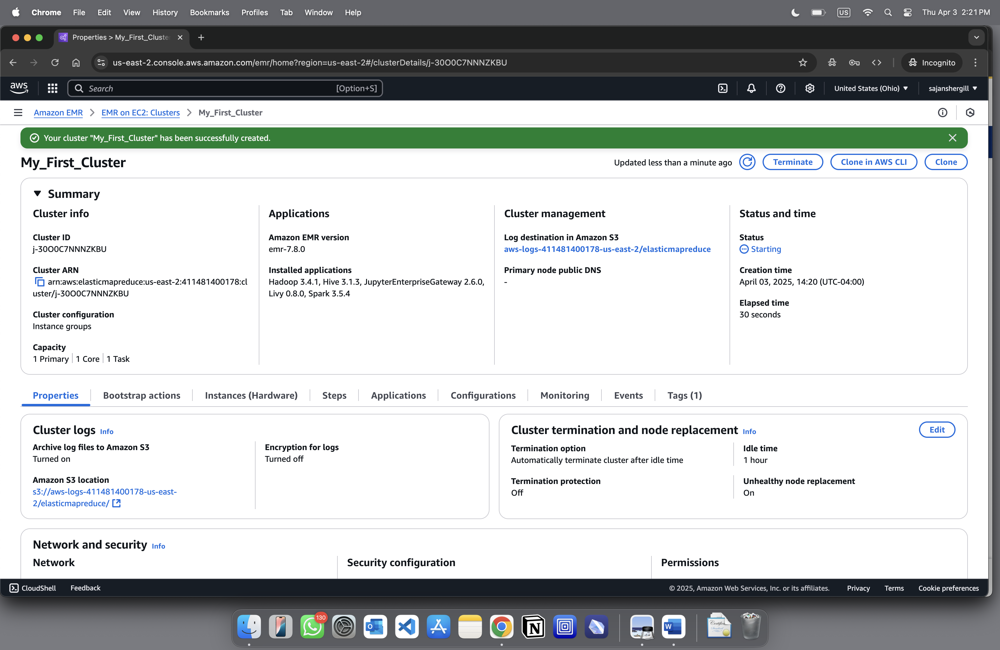 Chrome File Edit View History Bookmarks Profiles Tab Window Help
US Thu Apr 3 2:21 PM
Properties > My_First_Cluste
us-east-2.console.aws.amazon.com/emr/home?region=us-east-2#/clusterDetails/j-30O0C7NNNZKBU
Incognito
aws
Search [Option+S]
United States (Ohio) sajanshergill
Amazon EMR EMR on EC2: Clusters My_First_Cluster
Your cluster "My_First_Cluster" has been successfully created.
My_First_Cluster
Updated less than a minute ago Terminate Clone in AWS CLI Clone
Summary
Cluster info
Cluster ID
j-30O0C7NNNZKBU
Cluster ARN
arn:aws:elasticmapreduce:us-east-2:411481400178:cl
uster/j-30O0C7NNNZKBU
Cluster configuration
Instance groups
Capacity
1 Primary 1 Core 1 Task
Applications
Amazon EMR version
emr-7.8.0
Installed applications
Hadoop 3.4.1, Hive 3.1.3, JupyterEnterpriseGateway 2.6.0,
Livy 0.8.0, Spark 3.5.4
Cluster management
Log destination in Amazon S3
aws-logs-411481400178-us-east-2/elasticmapreduce
Primary node public DNS
-
Status and time
Status
Starting
Creation time
April 03, 2025, 14:20 (UTC-04:00)
Elapsed time
30 seconds
Properties Bootstrap actions Instances (Hardware) Steps Applications Configurations Monitoring Events Tags (1)
Cluster logs Info
Archive log files to Amazon S3
Turned on
Amazon S3 location
s3://aws-logs-411481400178-us-east-
2/elasticmapreduce/
Encryption for logs
Turned off
Cluster termination and node replacement Info
Edit
Termination option
Automatically terminate cluster after idle time
Idle time
1 hour
Termination protection
Off
Unhealthy node replacement
On
Network and security Info
Network
Security configuration
Permissions
CloudShell Feedback
© 2025, Amazon Web Services, Inc. or its affiliates. Privacy Terms Cookie preferences
130